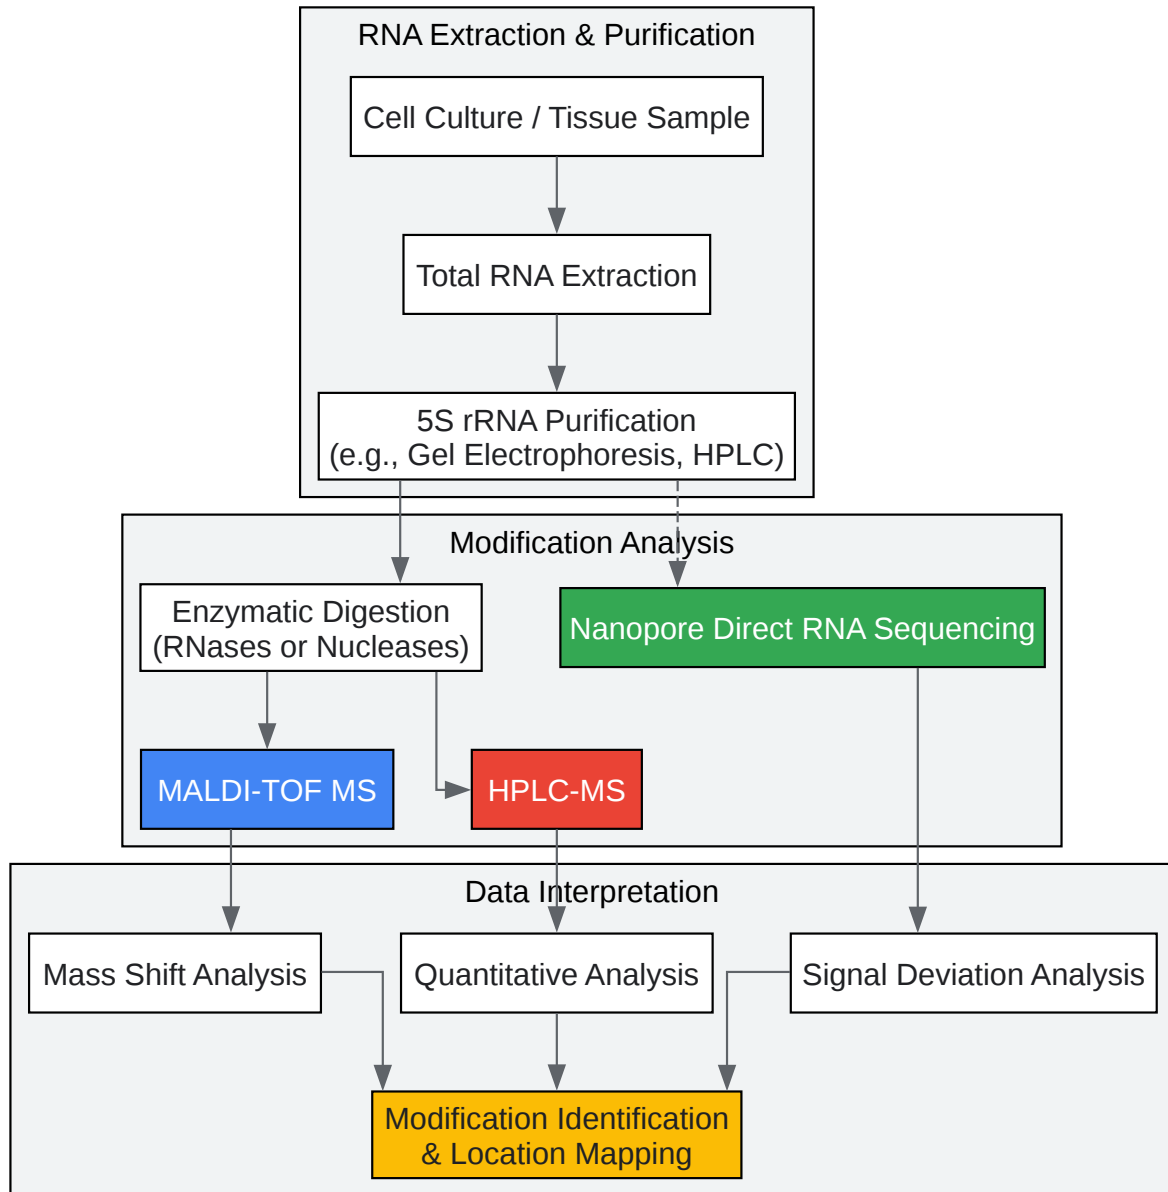 RNA Extraction & Purification
Cell Culture / Tissue Sample
Total RNA Extraction
5S rRNA Purification
(e.g., Gel Electrophoresis, HPLC)
Modification Analysis
Enzymatic Digestion
(RNases or Nucleases)
Nanopore Direct RNA Sequencing
MALDI-TOF MS
HPLC-MS
Data Interpretation
Mass Shift Analysis
Quantitative Analysis
Signal Deviation Analysis
Modification Identification
& Location Mapping